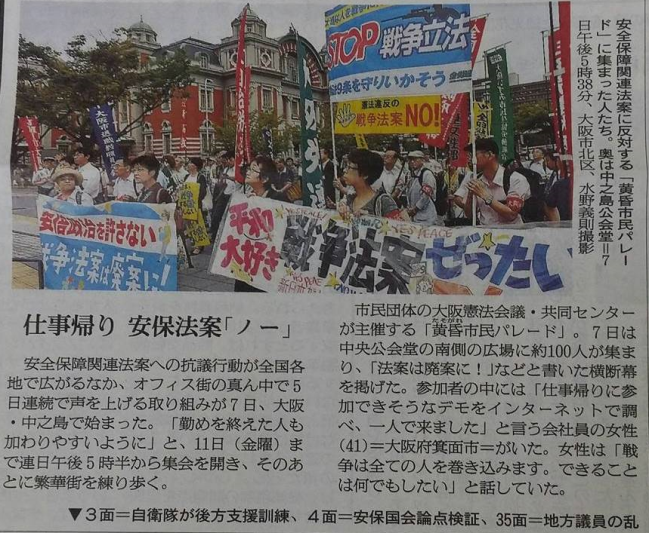 STOP 戦争立法
9条を守りいかそう
憲法違反の
戦争法案NO!
安倍政治を許さない
戦争法案は廃案に!
平和
大好き
戦争法案
ぜったい
安全保障関連法案に反対する「黄昏市民パレー
ド」に集まった人たち。奥は中之島公会堂=7
日午後5時38分、大阪市北区、水野義則撮影
仕事帰り 安保法案「ノー」
安全保障関連法案への抗議行動が全国各
地で広がるなか、オフィス街の真ん中で5
日連続で声を上げる取り組みが7日、大阪
・中之島で始まった。「勤めを終えた人も
加わりやすいように」と、11日(金曜)ま
で連日午後5時半から集会を開き、そのあ
とに繁華街を練り歩く。
市民団体の大阪憲法会議・共同センター
が主催する「黄昏市民パレード」。7日は
中央公会堂の南側の広場に約100人が集ま
り、「法案は廃案に!」などと書いた横断幕
を掲げた。参加者の中には「仕事帰りに参
加できそうなデモをインターネットで調
べ、一人で来ました」と言う会社員の女性
(41)=大阪府箕面市=がいた。女性は「戦
争は全ての人を巻き込みます。できること
は何でもしたい」と話していた。
▼3面=自衛隊が後方支援訓練、4面=安保国会論点検証、35面=地方議員の乱